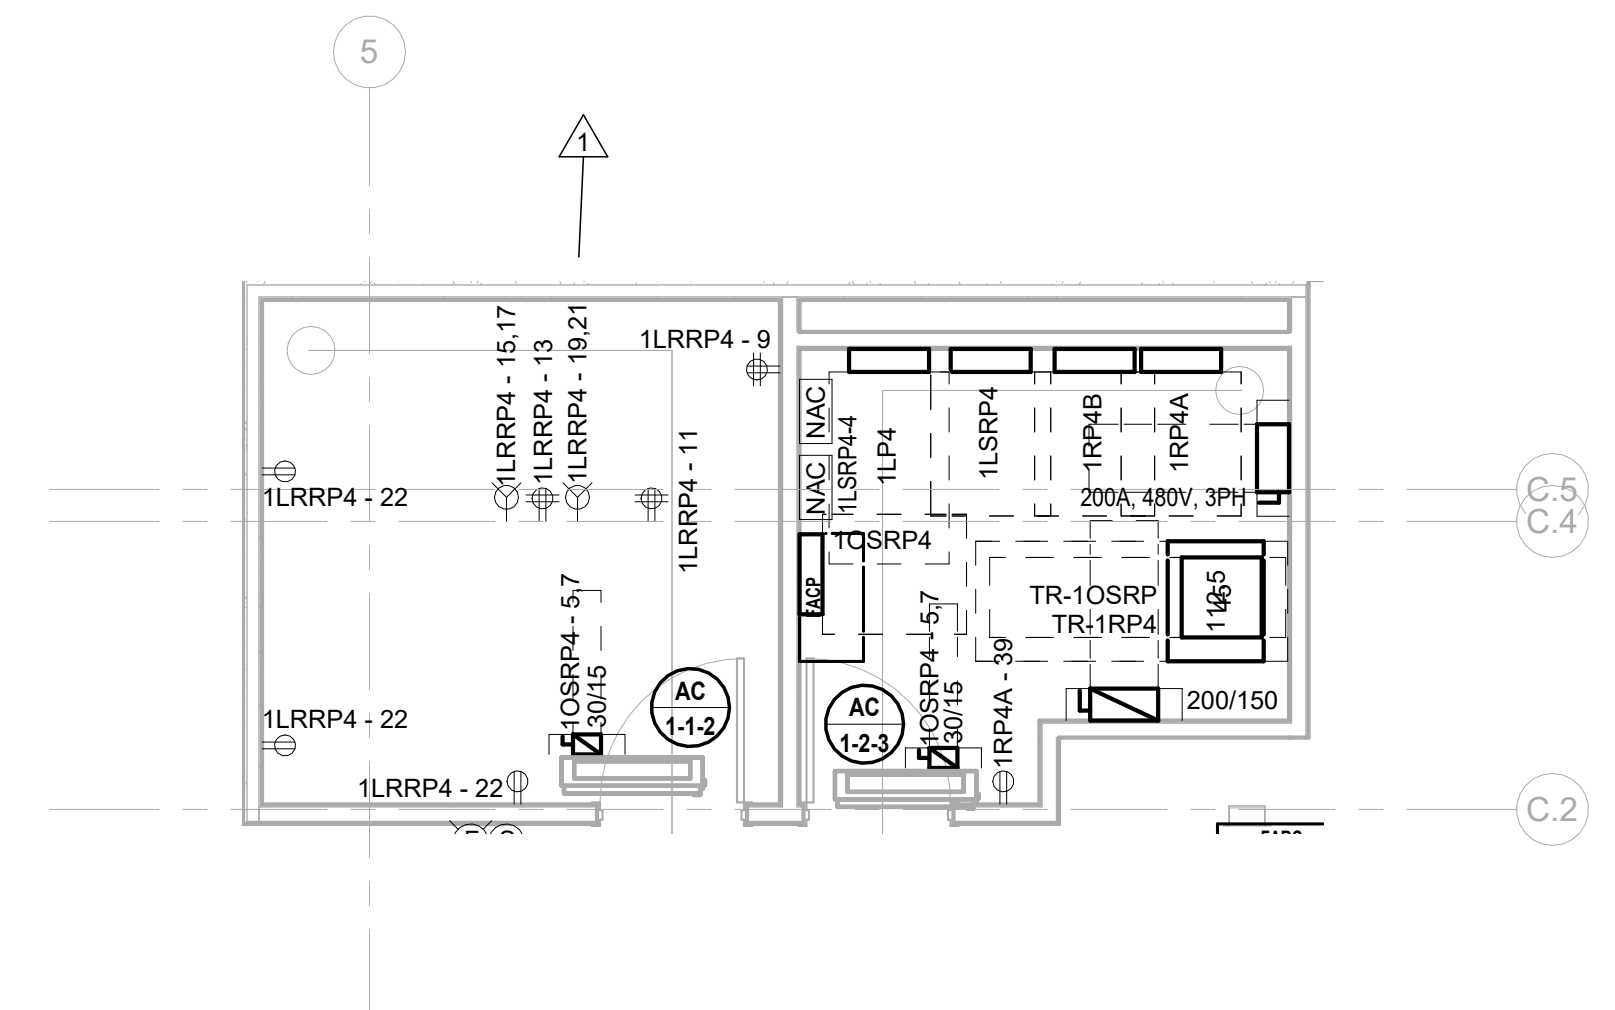 5
1
1LRRP4 - 15,17
1LRRP4 - 13
1LRRP4 - 19,21
1LRRP4 - 9
1LRRP4 - 11
1LRRP4 - 22
1LRRP4 - 22
1LRRP4 - 22
1OSRP4 - 5,7
30/15
AC
1-1-2
NAC
NAC
1LSRP4-4
1LP4
1LSRP4
1RP4B
1RP4A
200A, 480V, 3PH
1OSRP4
FACP
TR-1OSRP
TR-1RP4
112.5
45
1OSRP4 - 5,7
30/15
1RP4A - 39
AC
1-2-3
200/150
C.5
C.4
C.2